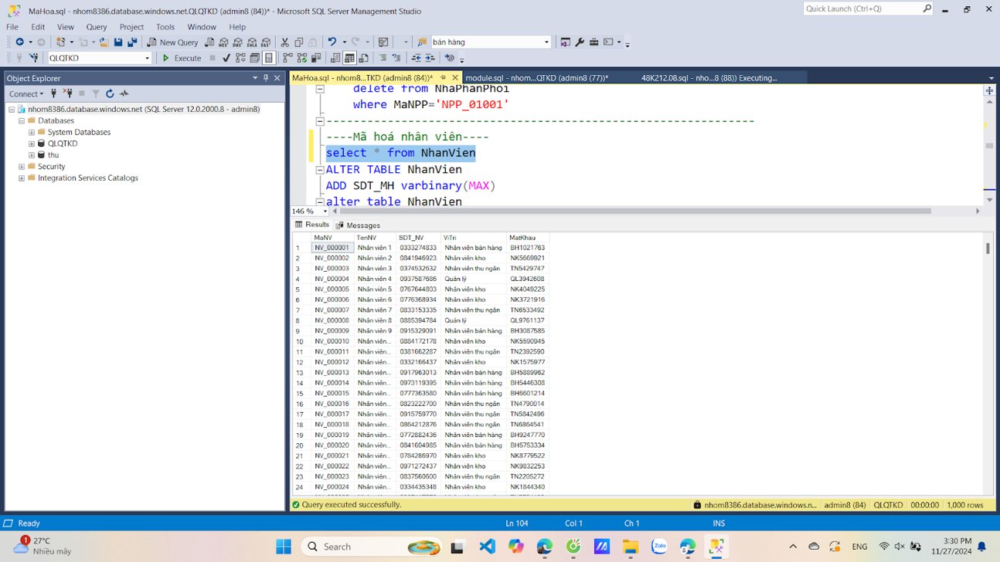 MaHoa.sql - nhom8386.database.windows.net.QLQTKD (admin8 (84))* - Microsoft SQL Server Management Studio
Quick Launch (Ctrl+Q)
File Edit View Query Project Tools Window Help
New Query
bán hàng
QLQTKD
Execute
Object Explorer
MaHoa.sql - nhom8...TKD (admin8 (84))*
module.sql - nhom...QTKD (admin8 (77))*
48K212.08.sql - nho...8 (88)) Executing...
Connect
nhom8386.database.windows.net (SQL Server 12.0.2000.8 - admin8)
Databases
System Databases
QLQTKD
thu
Security
Integration Services Catalogs
delete from NhaPhanPhoi
where MaNPP='NPP_01001'
----Mã hoá nhân viên----
select * from NhanVien
ALTER TABLE NhanVien
ADD SDT_MH varbinary(MAX)
alter table NhanVien
146 %
Results Messages
MaNV TenNV SDT_NV ViTri MatKhau
1 NV_000001 Nhân viên 1 0333274833 Nhân viên bán hàng BH1021763
2 NV_000002 Nhân viên 2 0841946923 Nhân viên kho NK5669921
3 NV_000003 Nhân viên 3 0374532632 Nhân viên thu ngân TN5429747
4 NV_000004 Nhân viên 4 0937587686 Quản lý QL3942608
5 NV_000005 Nhân viên 5 0767644803 Nhân viên kho NK4049225
6 NV_000006 Nhân viên 6 0776368934 Nhân viên kho NK3721916
7 NV_000007 Nhân viên 7 0833153335 Nhân viên thu ngân TN6533492
8 NV_000008 Nhân viên 8 0885394784 Quản lý QL9761137
9 NV_000009 Nhân viên 9 0915329091 Nhân viên bán hàng BH3087585
10 NV_000010 Nhân viên... 0884172178 Nhân viên kho NK5590945
11 NV_000011 Nhân viên... 0381662287 Nhân viên thu ngân TN2392590
12 NV_000012 Nhân viên... 0332166437 Nhân viên kho NK1575977
13 NV_000013 Nhân viên... 0917963013 Nhân viên bán hàng BH5889962
14 NV_000014 Nhân viên... 0973119395 Nhân viên bán hàng BH5446308
15 NV_000015 Nhân viên... 0777363580 Nhân viên bán hàng BH6601214
16 NV_000016 Nhân viên... 0823222700 Nhân viên thu ngân TN4790014
17 NV_000017 Nhân viên... 0915759770 Nhân viên thu ngân TN5842496
18 NV_000018 Nhân viên... 0864212876 Nhân viên thu ngân TN6864541
19 NV_000019 Nhân viên... 0772882436 Nhân viên bán hàng BH9247770
20 NV_000020 Nhân viên... 0841604985 Nhân viên bán hàng BH5753334
21 NV_000021 Nhân viên... 0784286970 Nhân viên kho NK8779522
22 NV_000022 Nhân viên... 0971272437 Nhân viên kho NK9832253
23 NV_000023 Nhân viên... 0837560600 Nhân viên thu ngân TN2205272
24 NV_000024 Nhân viên... 0334435348 Nhân viên kho NK1844340
Query executed successfully.
nhom8386.database.windows.n... admin8 (84) QLQTKD 00:00:00 1,000 rows
Ready Ln 104 Col 1 Ch 1 INS
1 27°C
Nhiều mây
Search
Zalo
ENG
3:30 PM
11/27/2024